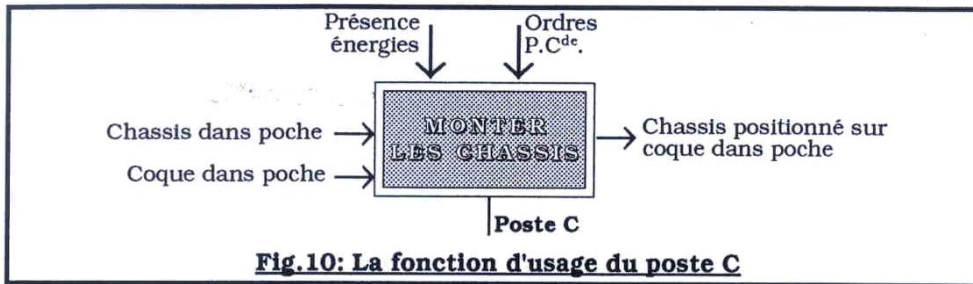 Présence
énergies
Ordres
P.Cde.
Chassis dans poche
Coque dans poche
MONTER
LES CHASSIS
Chassis positionné sur
coque dans poche
Poste C
Fig.10: La fonction d'usage du poste C